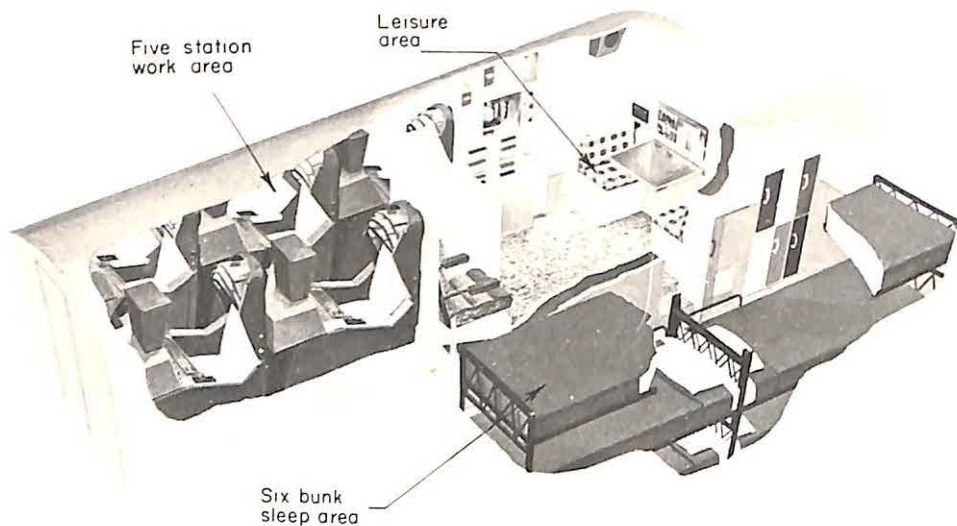 Leisure
area
Five station
work area
Six bunk
sleep area